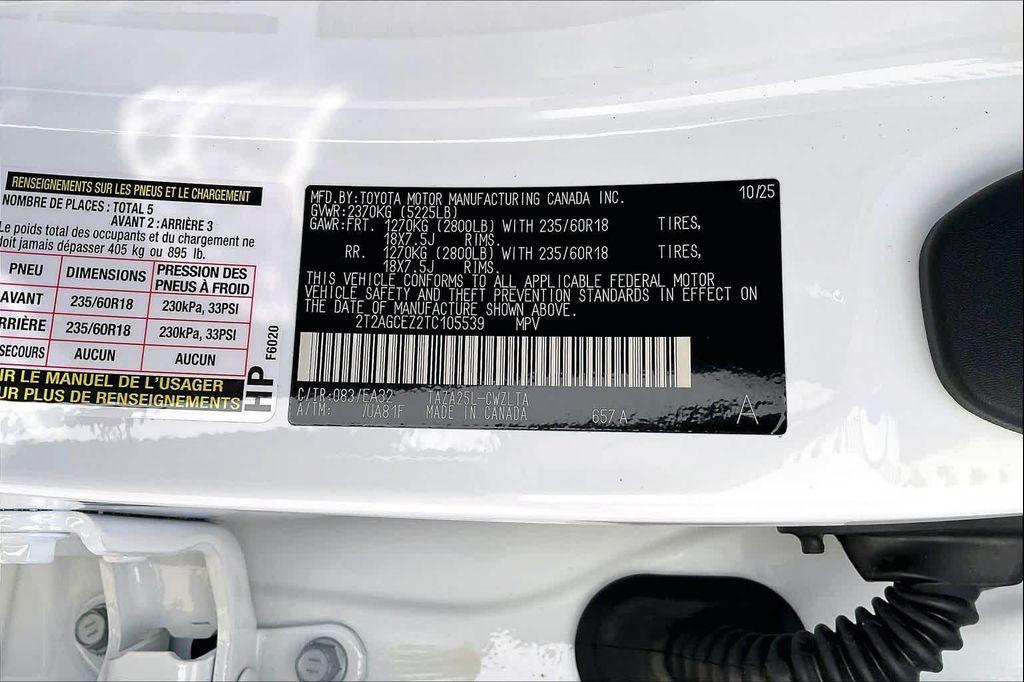 RENSEIGNEMENTS SUR LES PNEUS ET LE CHARGEMENT
NOMBRE DE PLACES : TOTAL 5
AVANT 2 : ARRIÈRE 3
Le poids total des occupants et du chargement ne
doit jamais dépasser 405 kg ou 895 lb.
PNEU DIMENSIONS PRESSION DES PNEUS À FROID
AVANT 235/60R18 230kPa, 33PSI
ARRIÈRE 235/60R18 230kPa, 33PSI
SECOURS AUCUN AUCUN
IR LE MANUEL DE L'USAGER
UR PLUS DE RENSEIGNEMENTS
HP F6020
MFD.BY:TOYOTA MOTOR MANUFACTURING CANADA INC. 10/25
GVWR:2370KG (5225LB)
GAWR:FRT. 1270KG (2800LB) WITH 235/60R18 TIRES,
18X7.5J RIMS.
RR. 1270KG (2800LB) WITH 235/60R18 TIRES,
18X7.5J RIMS.
THIS VEHICLE CONFORMS TO ALL APPLICABLE FEDERAL MOTOR
VEHICLE SAFETY AND THEFT PREVENTION STANDARDS IN EFFECT ON
THE DATE OF MANUFACTURE SHOWN ABOVE.
2T2AGCEZ2TC105539 MPV
C/TR:083/EA32 TAZA25L-CWZLTA
A/TM: /UA81F MADE IN CANADA 657A A